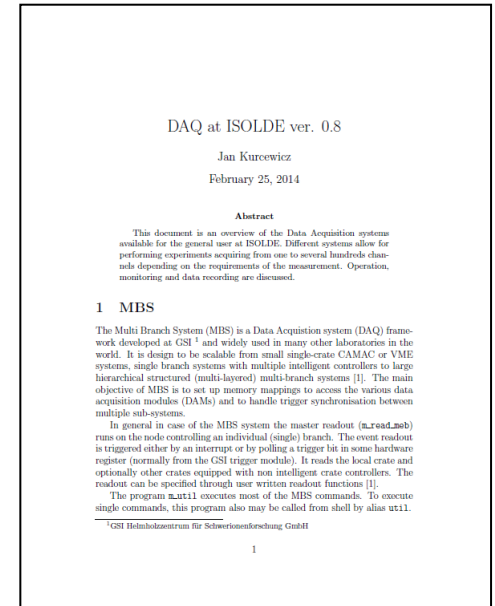 DAQ at ISOLDE ver. 0.8
Jan Kurcewicz
February 25, 2014
Abstract
This document is an overview of the Data Acquisition systems
available for the general user at ISOLDE. Different systems allow for
performing experiments acquiring from one to several hundreds chan-
nels depending on the requirements of the measurement. Operation,
monitoring and data recording are discussed.
1 MBS
The Multi Branch System (MBS) is a Data Acquistion system (DAQ) frame-
work developed at GSI 1 and widely used in many other laboratories in the
world. It is design to be scalable from small single-crate CAMAC or VME
systems, single branch systems with multiple intelligent controllers to large
hierarchical structured (multi-layered) multi-branch systems [1]. The main
objective of MBS is to set up memory mappings to access the various data
acquisition modules (DAMs) and to handle trigger synchronisation between
multiple sub-systems.
In general in case of the MBS system the master readout (m_read_meb)
runs on the node controlling an individual (single) branch. The event readout
is triggered either by an interrupt or by polling a trigger bit in some hardware
register (normally from the GSI trigger module). It reads the local crate and
optionally other crates equipped with non intelligent crate controllers. The
readout can be specified through user written readout functions [1].
The program m_util executes most of the MBS commands. To execute
single commands, this program also may be called from shell by alias util.
1GSI Helmholzzentrum für Schwerionenforschung GmbH
1